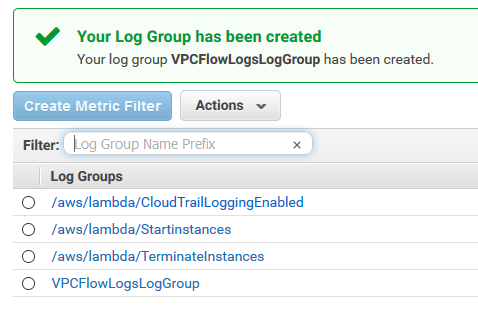 Your Log Group has been created
Your log group VPCFlowLogsLogGroup has been created.
Create Metric Filter Actions
Filter: Log Group Name Prefix ×
Log Groups
/aws/lambda/CloudTrailLoggingEnabled
/aws/lambda/Startinstances
/aws/lambda/TerminateInstances
VPCFlowLogsLogGroup